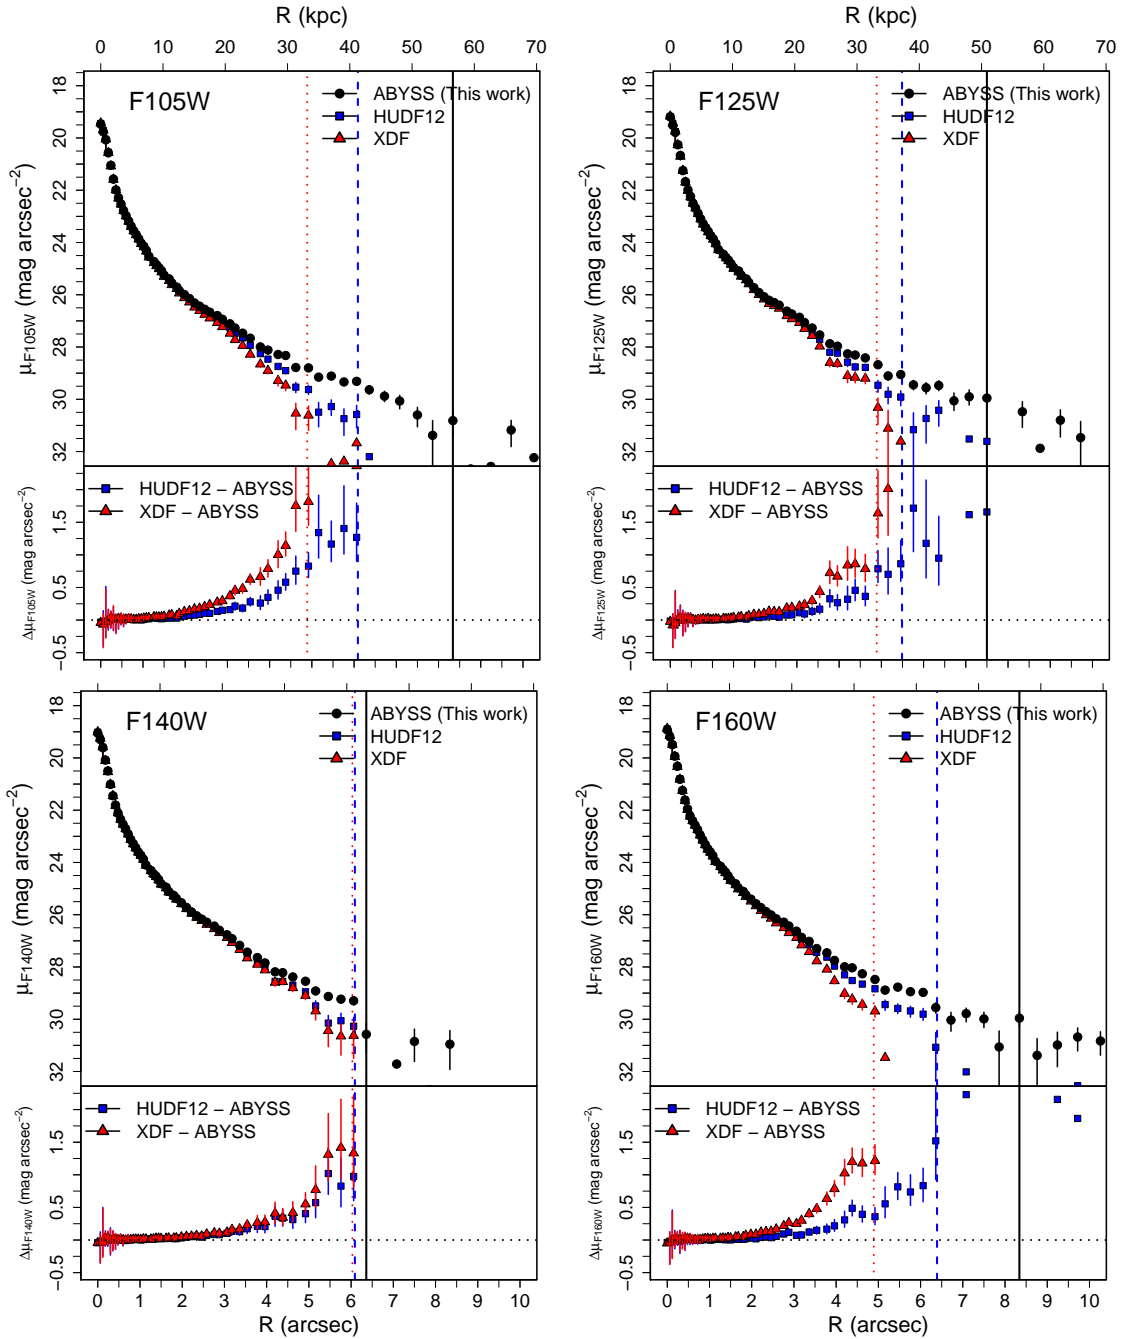 R (kpc)
R (kpc)
0 10 20 30 40 50 60 70
0 10 20 30 40 50 60 70
F105W
ABYSS (This work)
HUDF12
XDF
18 20 22 24 26 28 30 32
μF105W (mag arcsec−2)
HUDF12 − ABYSS
XDF − ABYSS
1.5 0.5 −0.5
ΔμF105W (mag arcsec−2)
F125W
ABYSS (This work)
HUDF12
XDF
18 20 22 24 26 28 30 32
μF125W (mag arcsec−2)
HUDF12 − ABYSS
XDF − ABYSS
1.5 0.5 −0.5
ΔμF125W (mag arcsec−2)
F140W
ABYSS (This work)
HUDF12
XDF
18 20 22 24 26 28 30 32
μF140W (mag arcsec−2)
HUDF12 − ABYSS
XDF − ABYSS
1.5 0.5 −0.5
ΔμF140W (mag arcsec−2)
F160W
ABYSS (This work)
HUDF12
XDF
18 20 22 24 26 28 30 32
μF160W (mag arcsec−2)
HUDF12 − ABYSS
XDF − ABYSS
1.5 0.5 −0.5
ΔμF160W (mag arcsec−2)
0 1 2 3 4 5 6 7 8 9 10
0 1 2 3 4 5 6 7 8 9 10
R (arcsec)
R (arcsec)